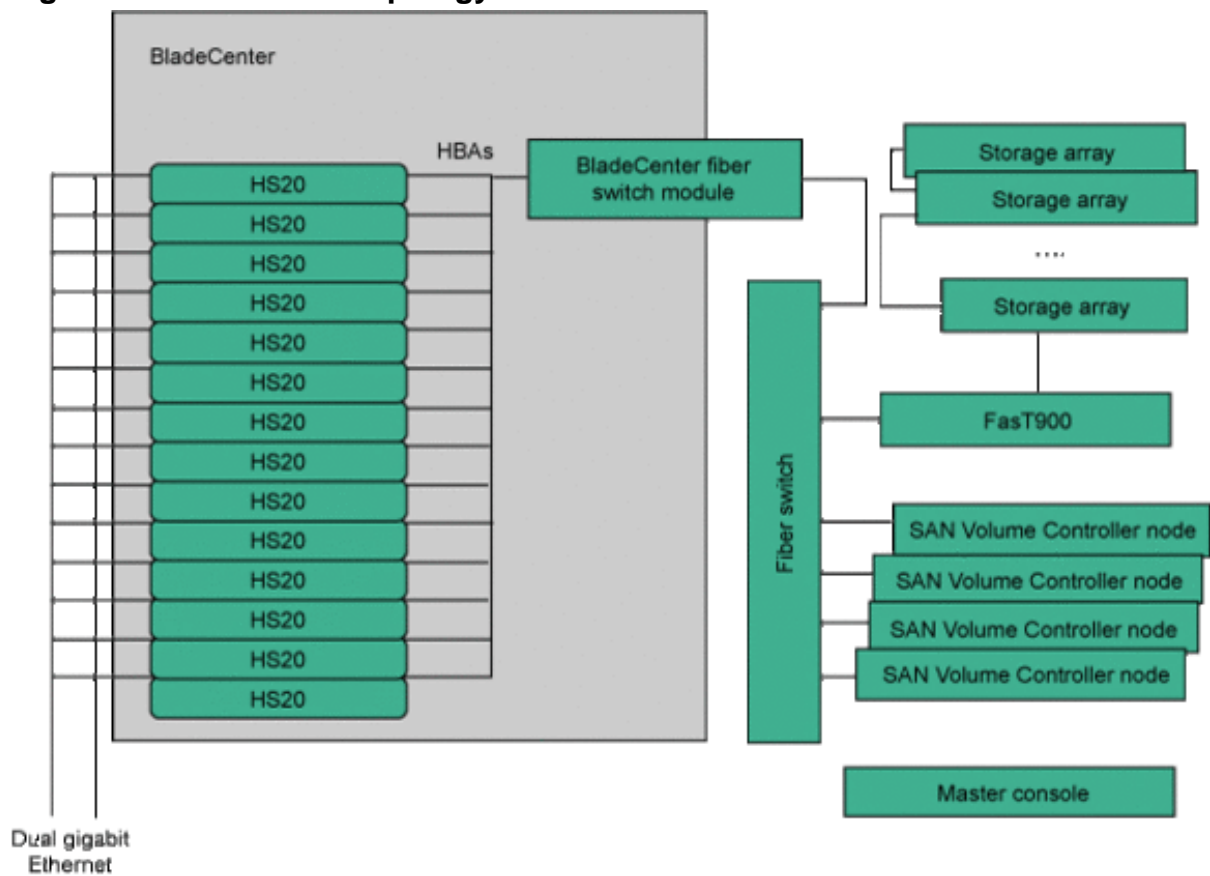 BladeCenter
HBAs
BladeCenter fiber
switch module
HS20
HS20
HS20
HS20
HS20
HS20
HS20
HS20
HS20
HS20
HS20
HS20
HS20
HS20
Dual gigabit
Ethernet
Fiber switch
Storage array
Storage array
....
Storage array
FasT900
SAN Volume Controller node
SAN Volume Controller node
SAN Volume Controller node
SAN Volume Controller node
Master console